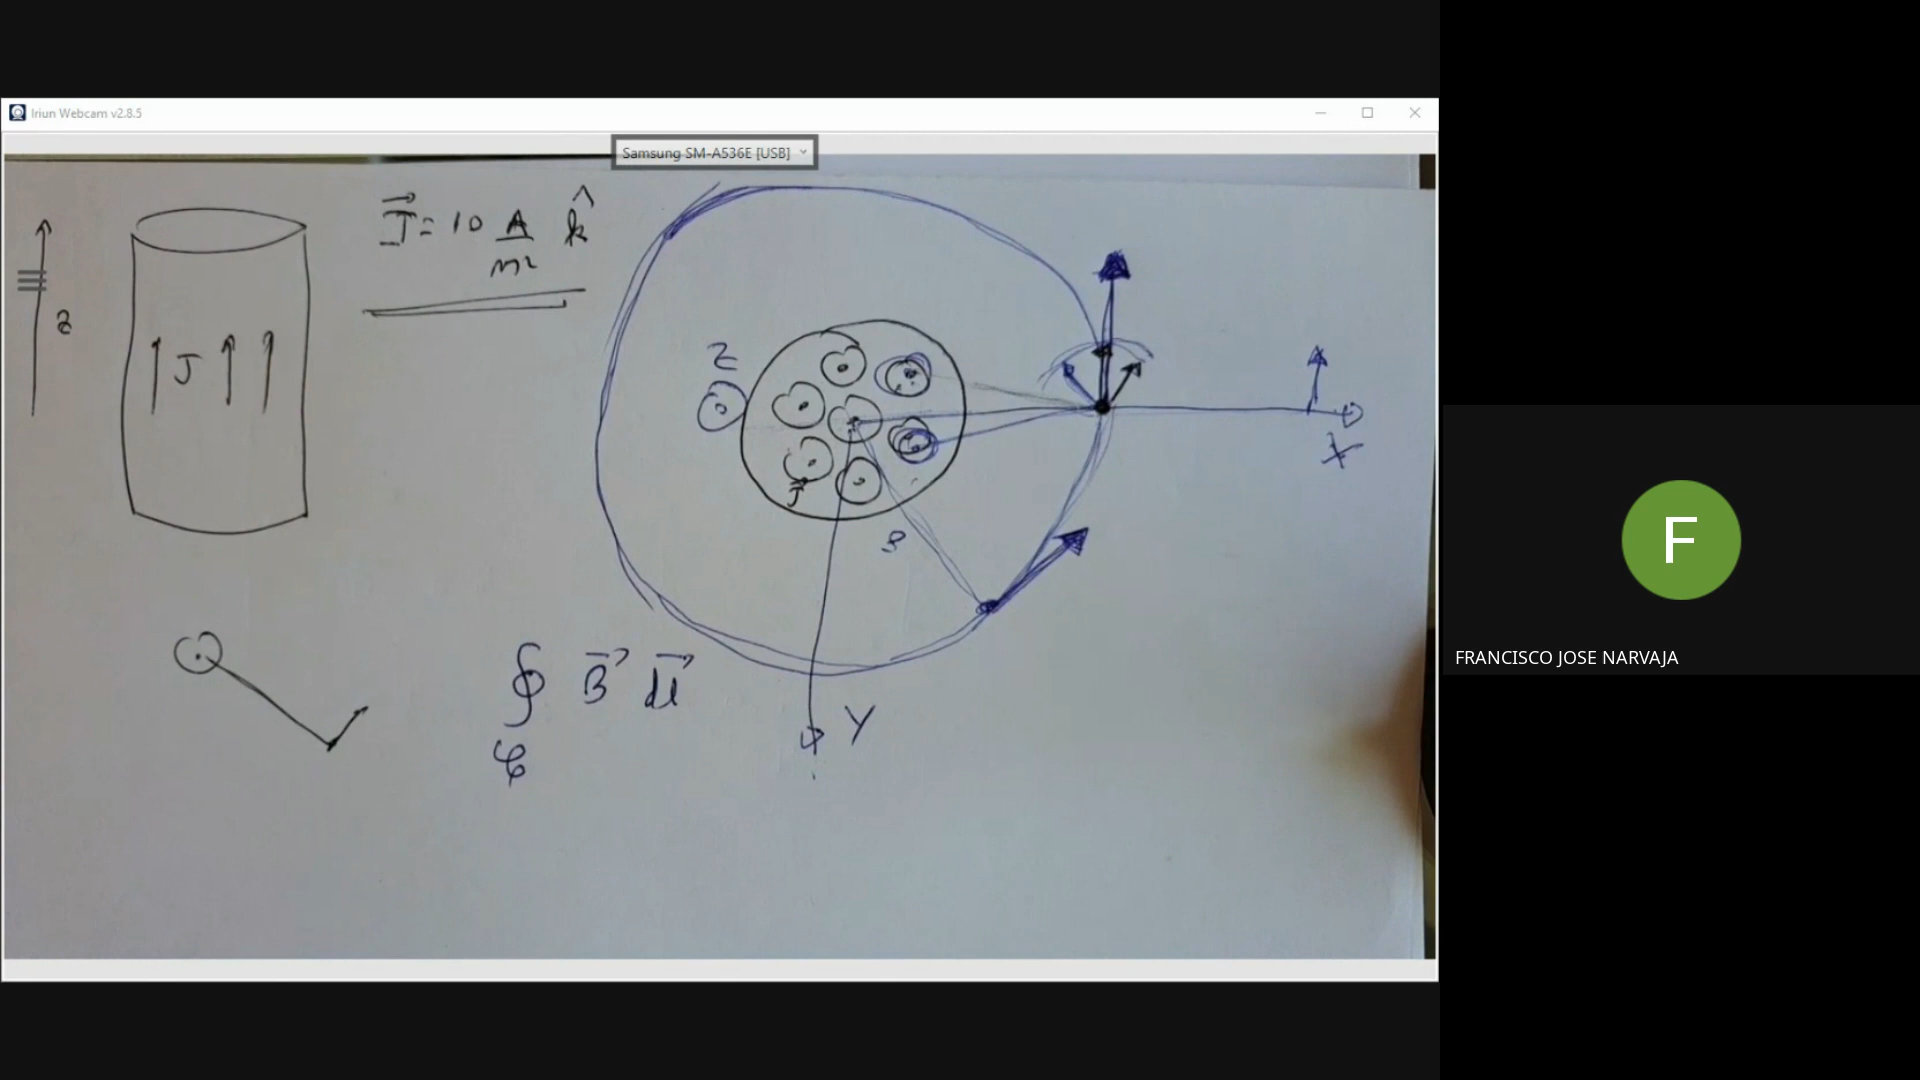 Iriun Webcam v2.8.5
Samsung SM-A536E [USB]
J⃗ = 10 A/m² k̂
z
J
Z
J
X
∮ B⃗ dl⃗
Y
F
FRANCISCO JOSE NARVAJA